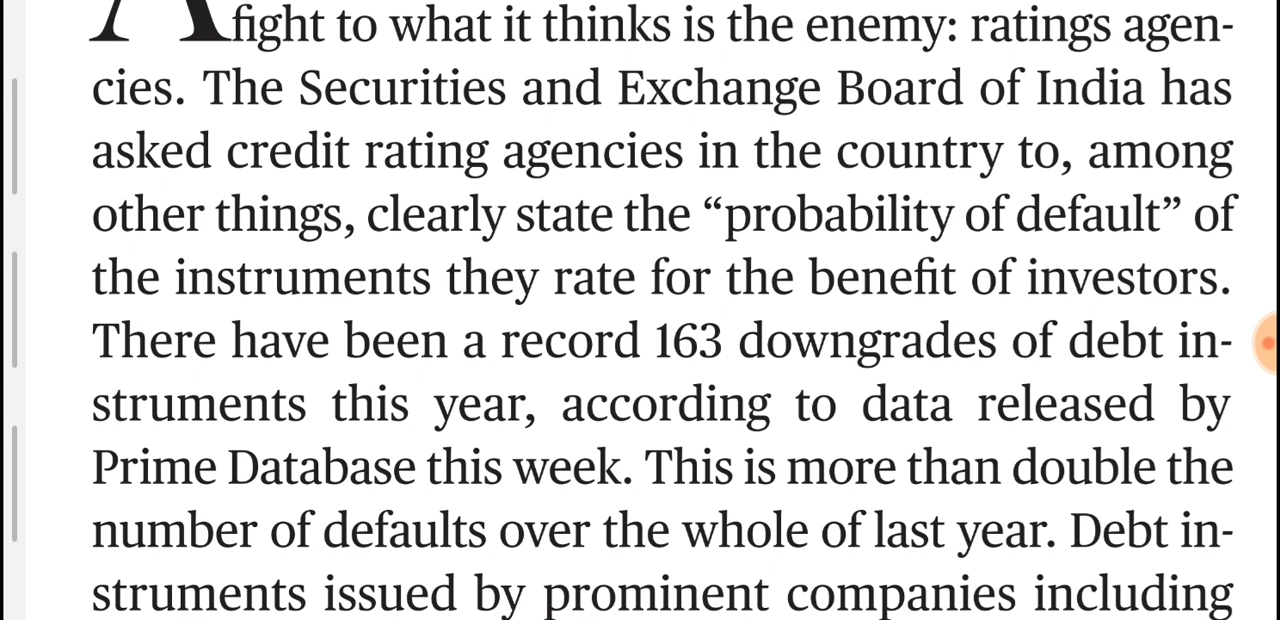 A fight to what it thinks is the enemy: ratings agen-
cies. The Securities and Exchange Board of India has
asked credit rating agencies in the country to, among
other things, clearly state the “probability of default” of
the instruments they rate for the benefit of investors.
There have been a record 163 downgrades of debt in-
struments this year, according to data released by
Prime Database this week. This is more than double the
number of defaults over the whole of last year. Debt in-
struments issued by prominent companies including